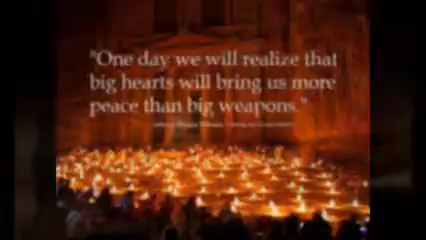 "One day we will realize that
big hearts will bring us more
peace than big weapons."